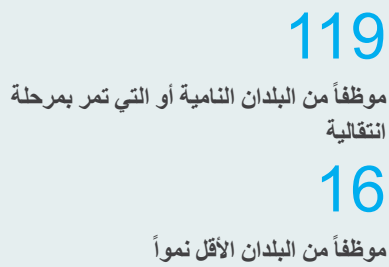 119
موظفاً من البلدان النامية أو التي تمر بمرحلة
انتقالية
16
موظفاً من البلدان الأقل نمواً